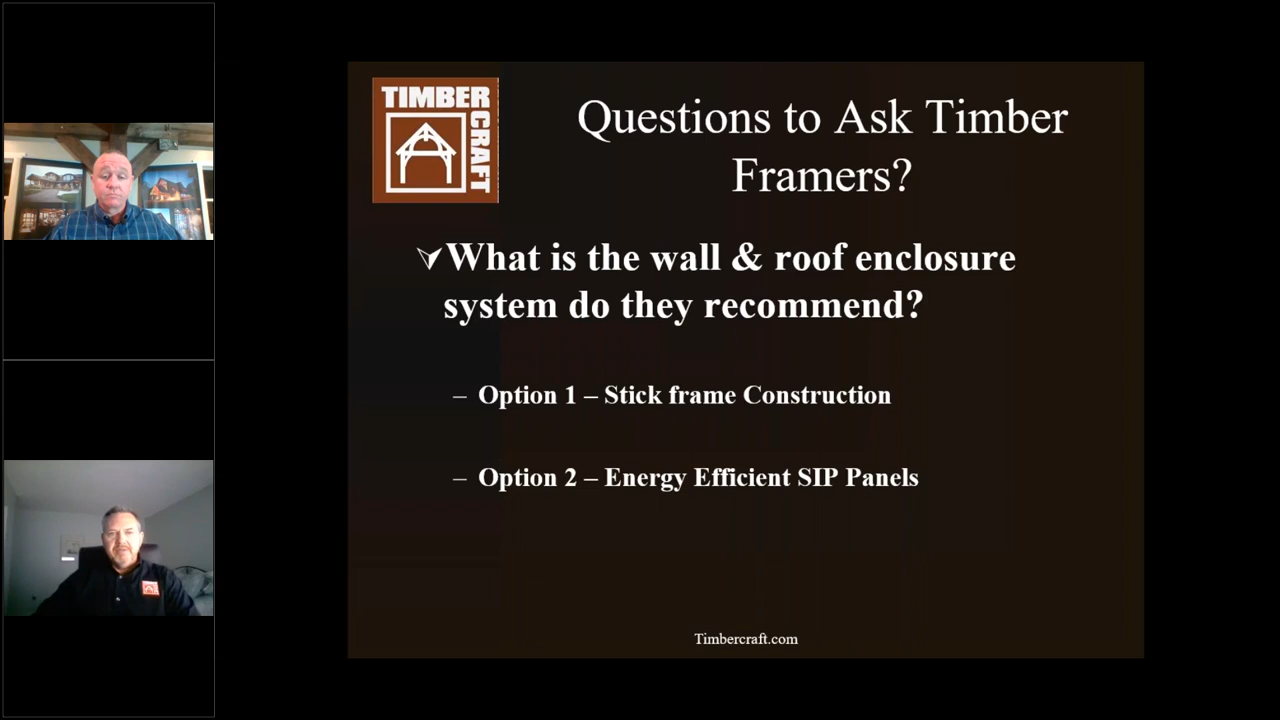 TIMBER
CRAFT
Questions to Ask Timber
Framers?
What is the wall & roof enclosure
system do they recommend?
– Option 1 – Stick frame Construction
– Option 2 – Energy Efficient SIP Panels
Timbercraft.com